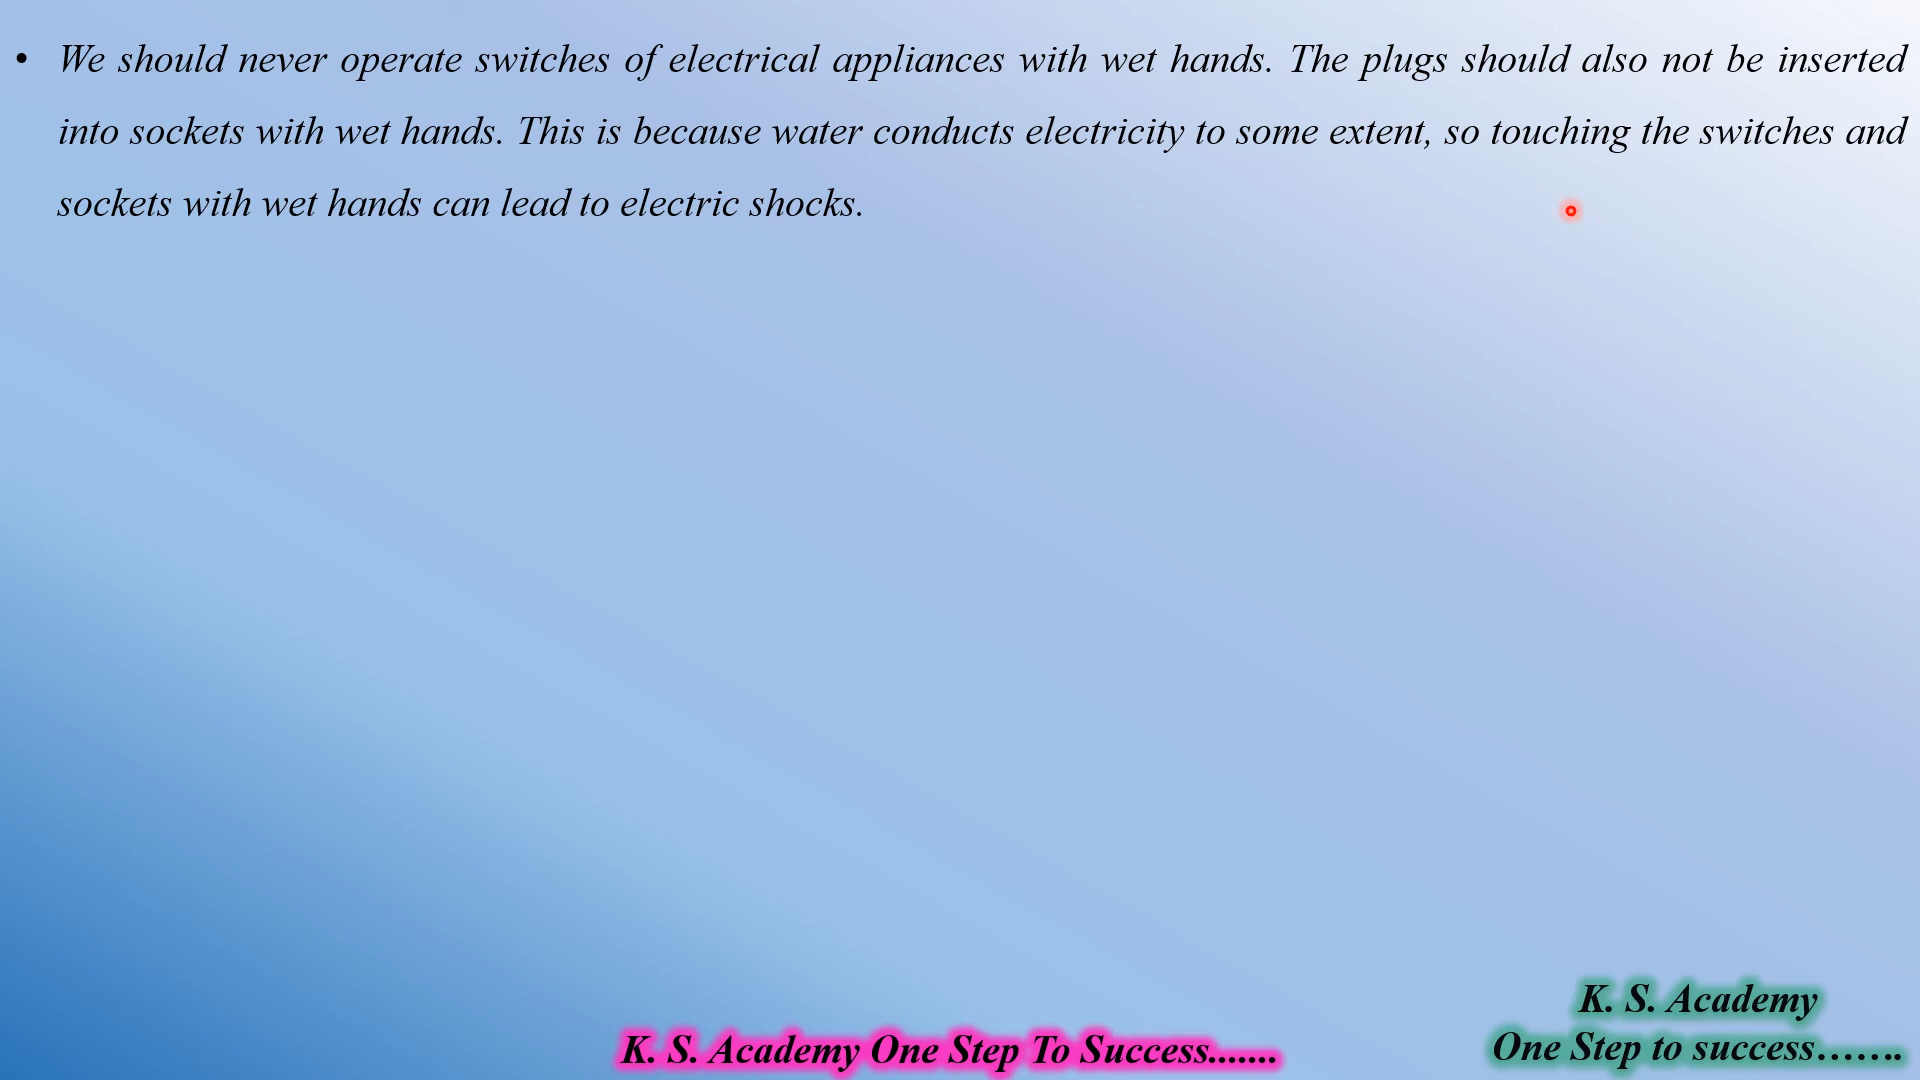 • We should never operate switches of electrical appliances with wet hands. The plugs should also not be inserted
into sockets with wet hands. This is because water conducts electricity to some extent, so touching the switches and
sockets with wet hands can lead to electric shocks.
K. S. Academy
One Step to success…….
K. S. Academy One Step To Success.......